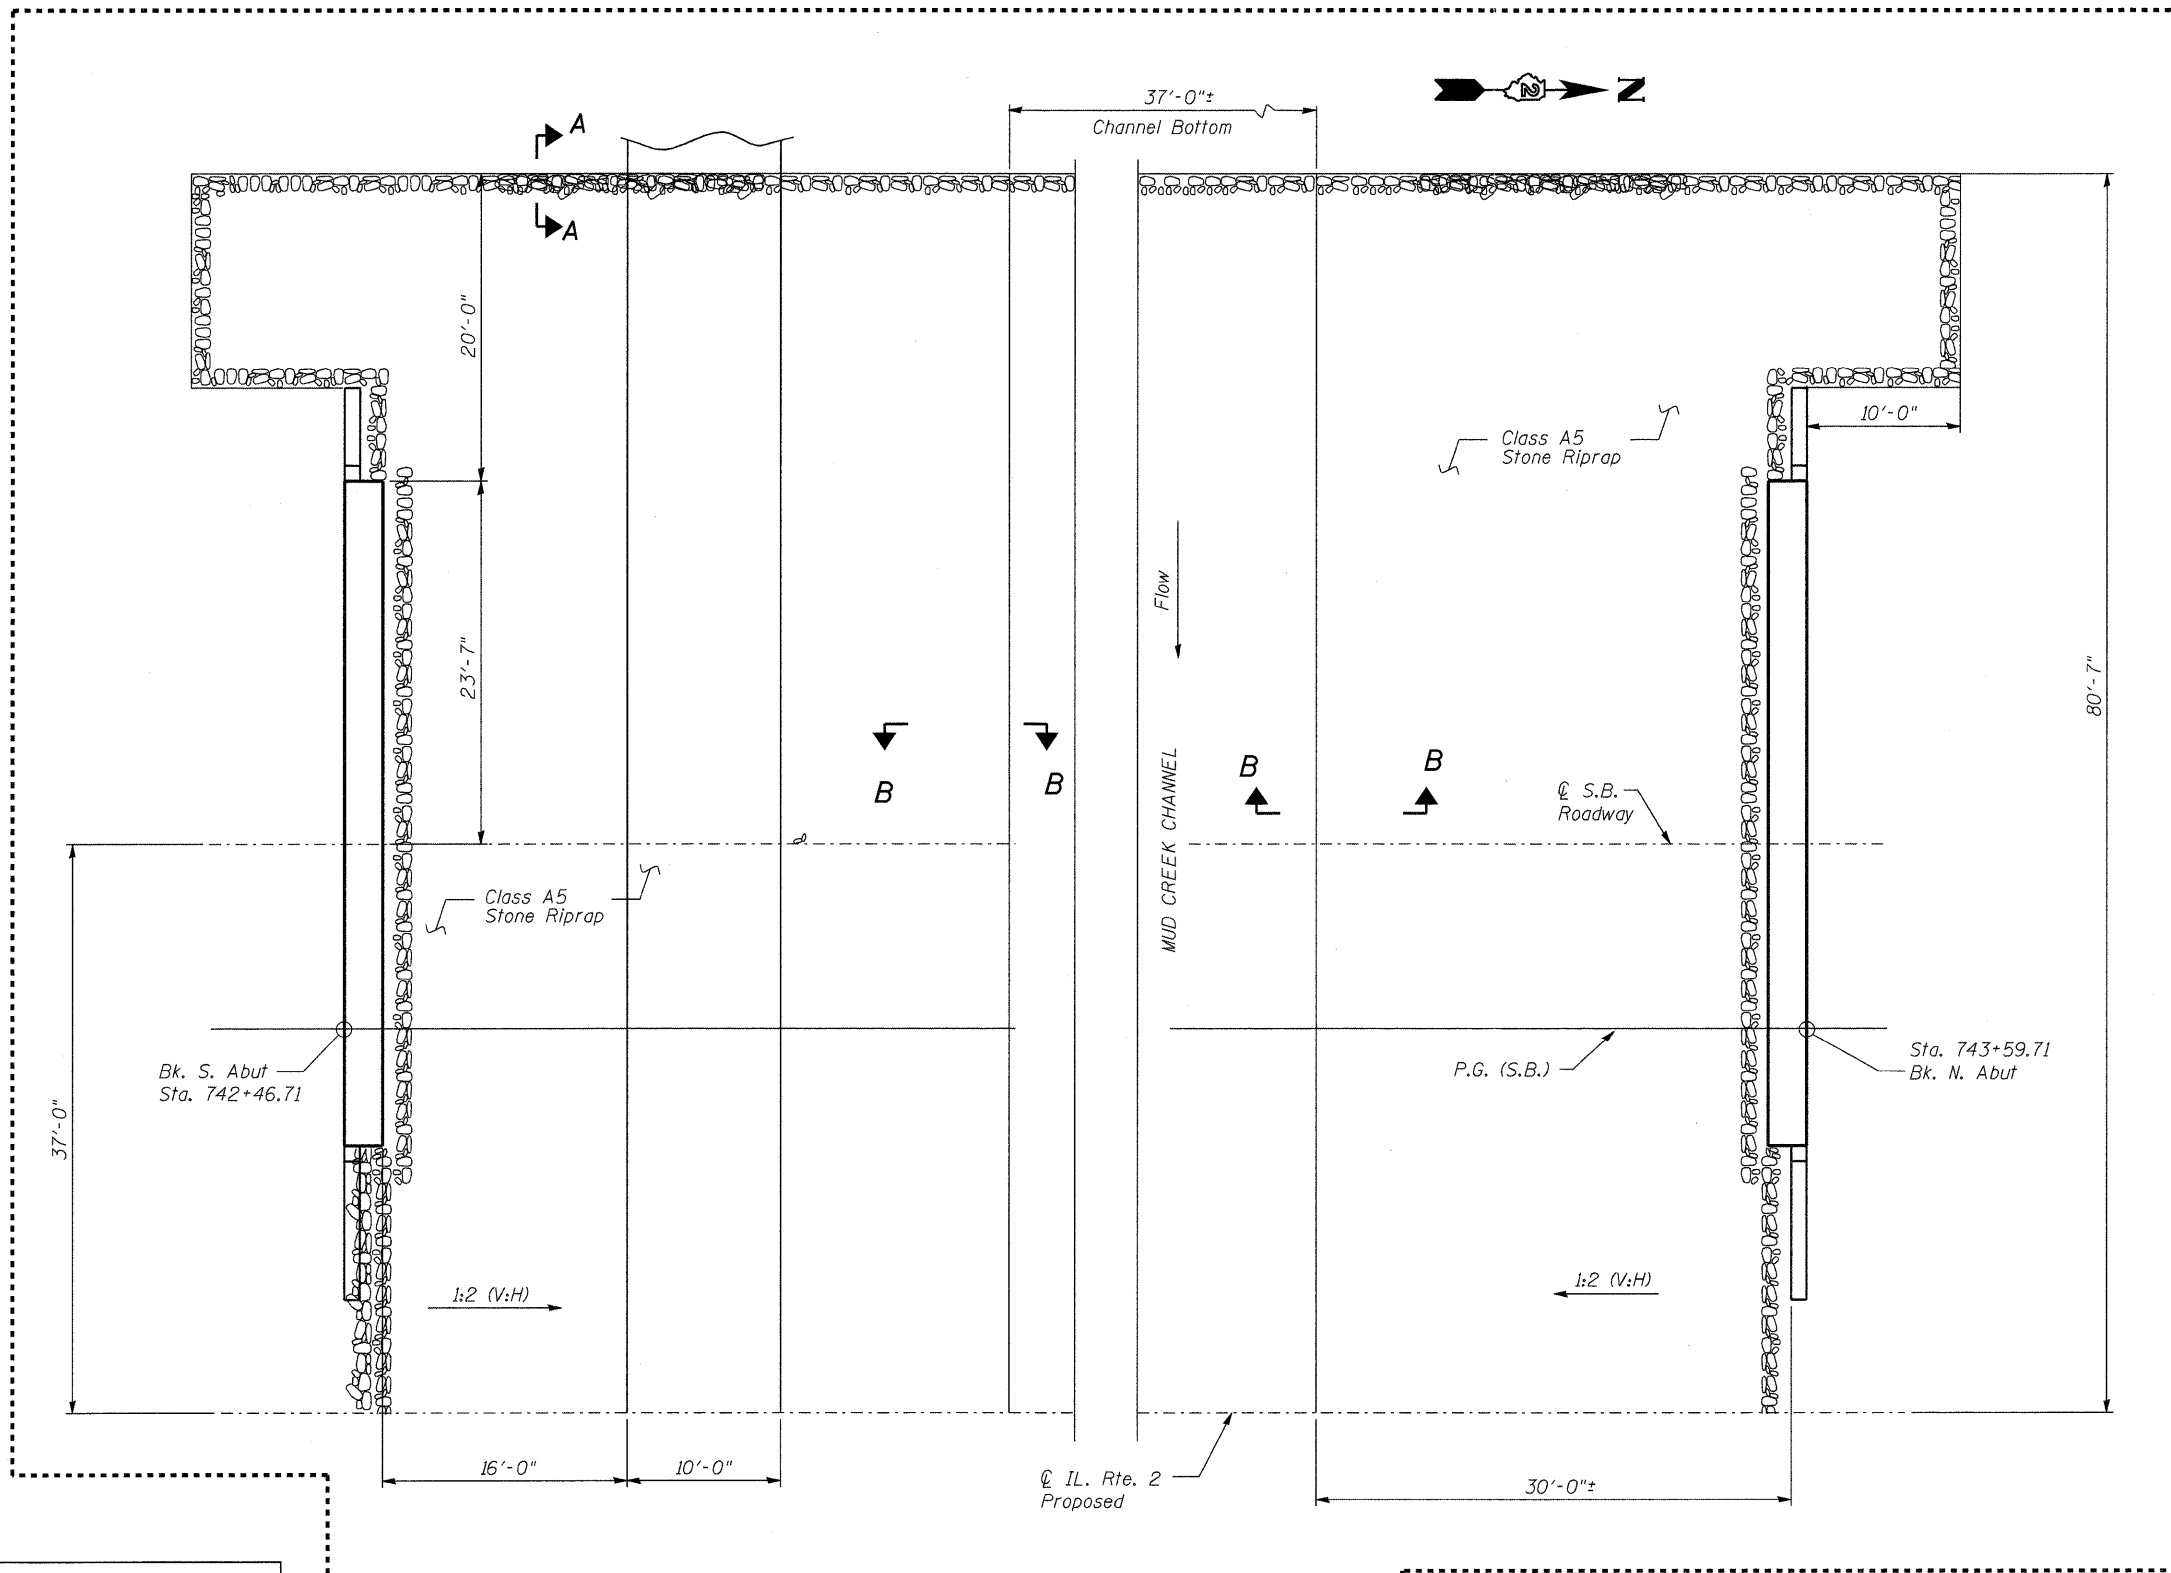 37'-0"±
Channel Bottom
2
N
A
A
20'-0"
10'-0"
Class A5
Stone Riprap
Flow
23'-7"
80'-7"
B
B
B
B
MUD CREEK CHANNEL
℄ S.B.
Roadway
Class A5
Stone Riprap
Bk. S. Abut
Sta. 742+46.71
P.G. (S.B.)
Sta. 743+59.71
Bk. N. Abut
37'-0"
1:2 (V:H)
1:2 (V:H)
16'-0"
10'-0"
℄ IL. Rte. 2
Proposed
30'-0"±